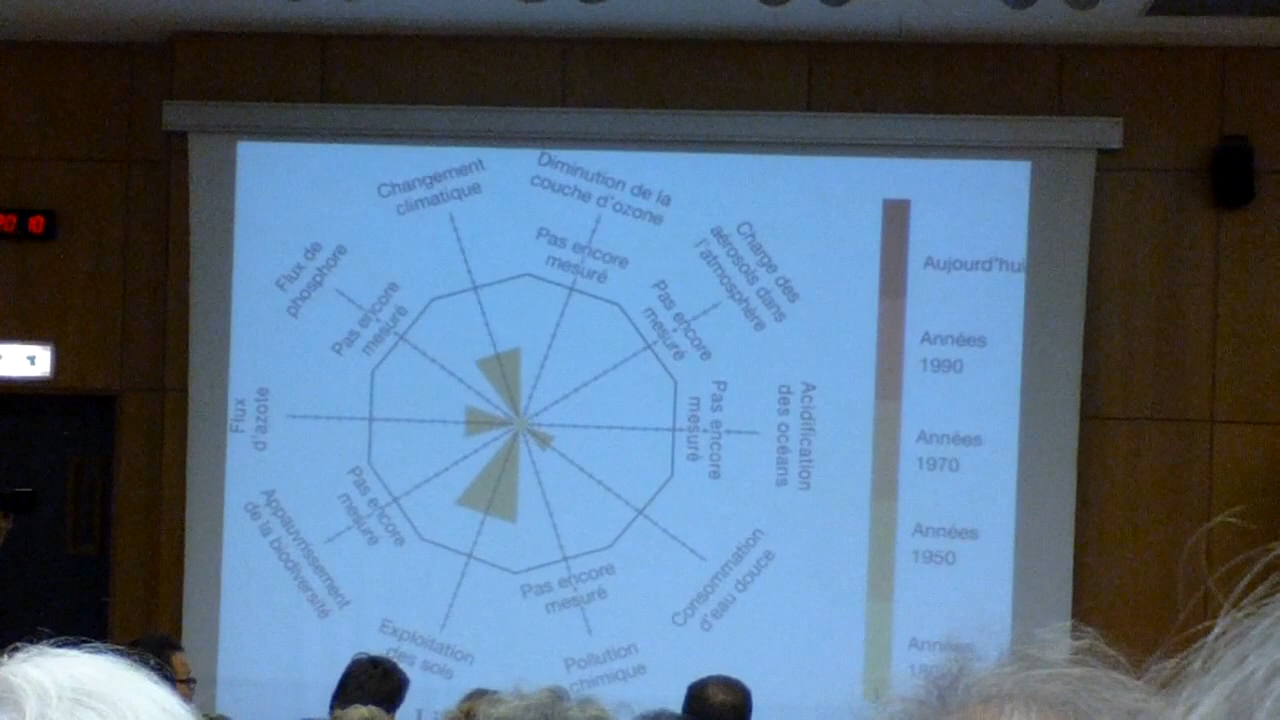 Changement
climatique
Diminution de la
couche d'ozone
Pas encore
mesuré
Charge des
aérosols dans
l'atmosphère
Pas encore
mesuré
Acidification
des océans
Pas encore
mesuré
Consommation
d'eau douce
Pollution
chimique
Pas encore
mesuré
Exploitation
des sols
Appauvrissement
de la biodiversité
Pas encore
mesuré
Flux
d'azote
Flux de
phosphore
Pas encore
mesuré
Aujourd'hui
Années
1990
Années
1970
Années
1950
Années